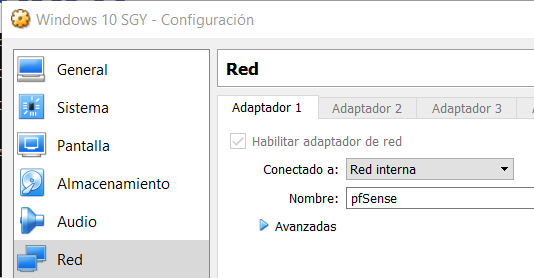 Windows 10 SGY - Configuración
General
Sistema
Pantalla
Almacenamiento
Audio
Red
Red
Adaptador 1
Adaptador 2
Adaptador 3
Habilitar adaptador de red
Conectado a: Red interna
Nombre: pfSense
Avanzadas